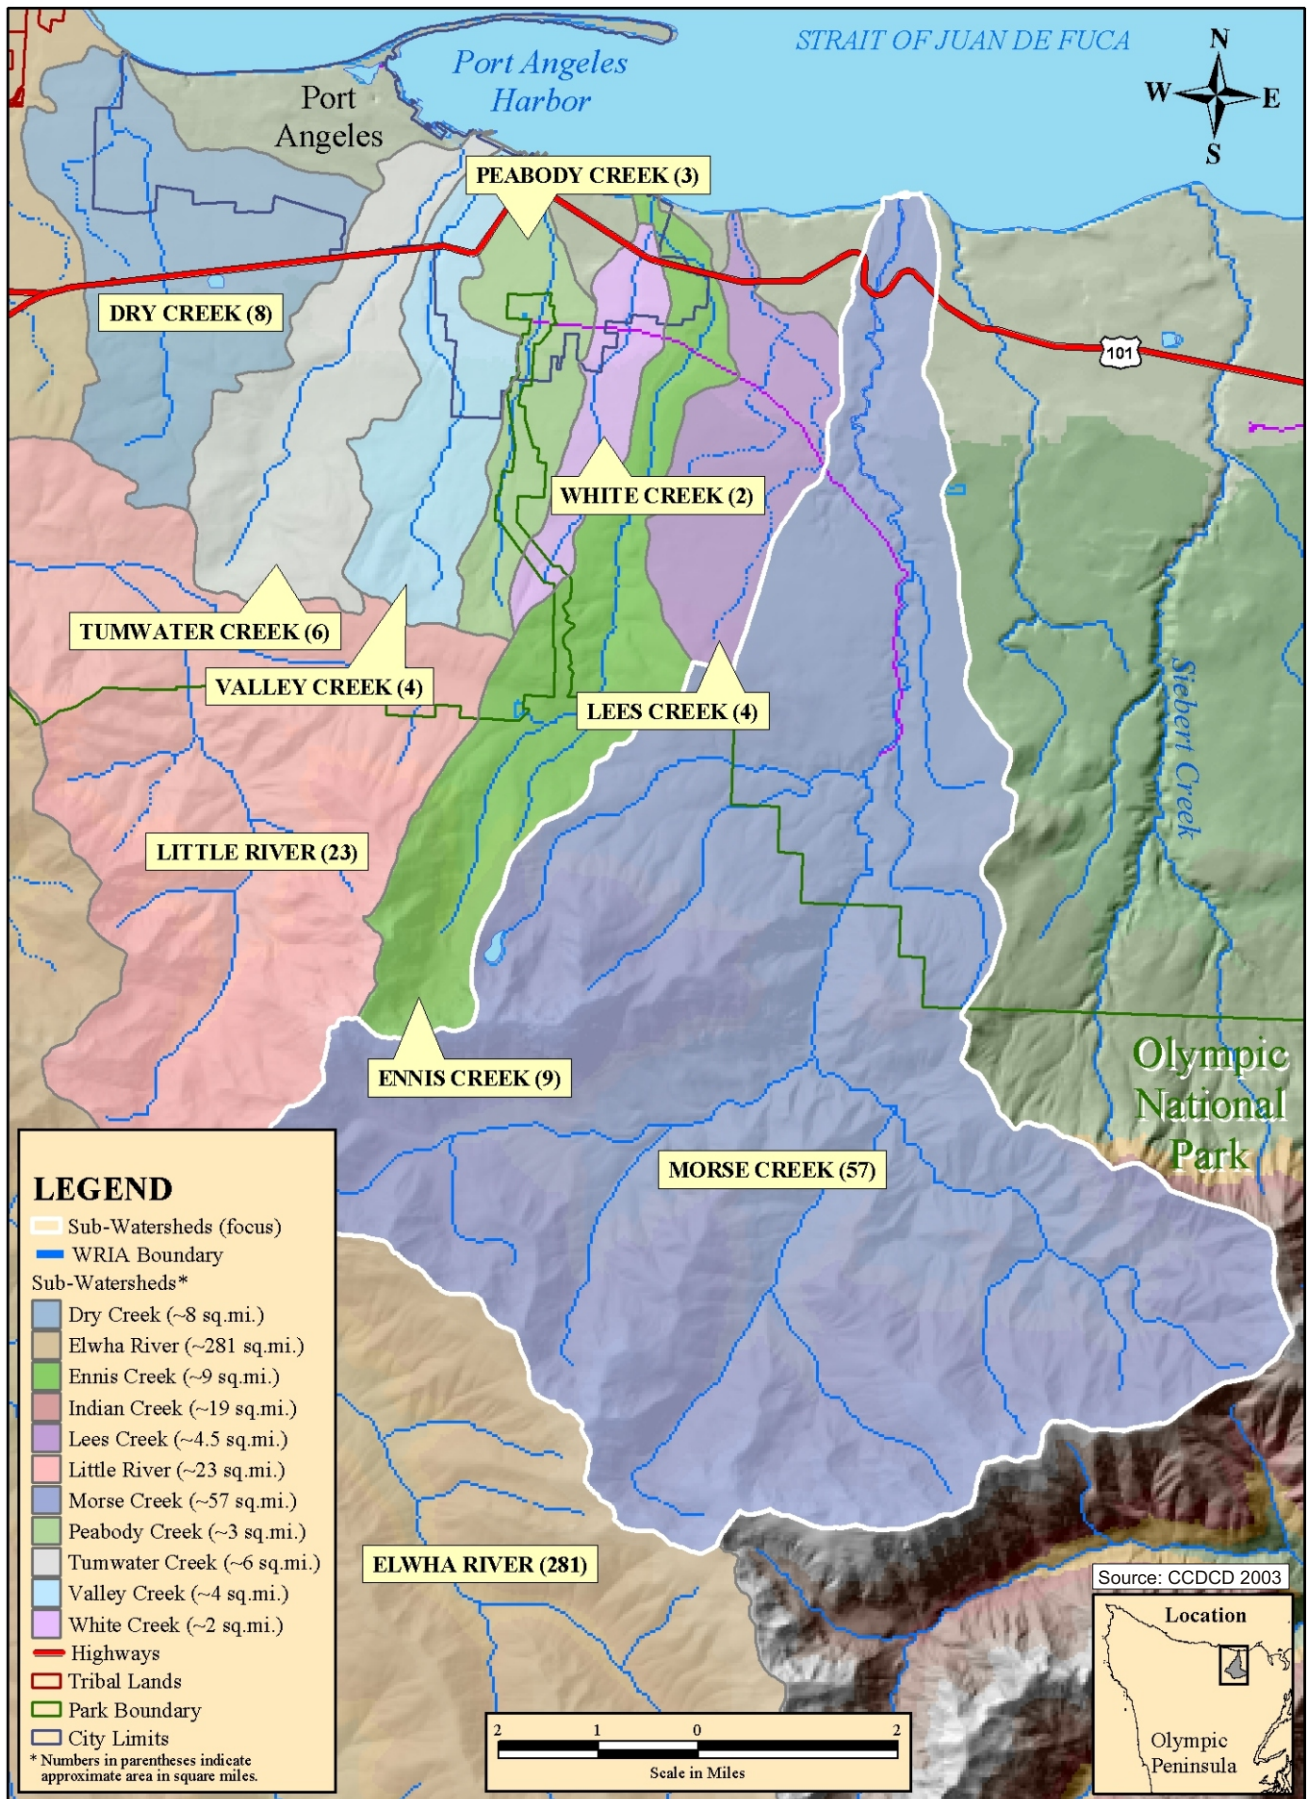 STRAIT OF JUAN DE FUCA
N
W
E
S
Port Angeles
Harbor
Port
Angeles
PEABODY CREEK (3)
DRY CREEK (8)
101
WHITE CREEK (2)
TUMWATER CREEK (6)
VALLEY CREEK (4)
LEES CREEK (4)
Siebert Creek
LITTLE RIVER (23)
ENNIS CREEK (9)
Olympic
National
Park
MORSE CREEK (57)
ELWHA RIVER (281)
LEGEND
Sub-Watersheds (focus)
WRIA Boundary
Sub-Watersheds*
Dry Creek (~8 sq.mi.)
Elwha River (~281 sq.mi.)
Ennis Creek (~9 sq.mi.)
Indian Creek (~19 sq.mi.)
Lees Creek (~4.5 sq.mi.)
Little River (~23 sq.mi.)
Morse Creek (~57 sq.mi.)
Peabody Creek (~3 sq.mi.)
Tumwater Creek (~6 sq.mi.)
Valley Creek (~4 sq.mi.)
White Creek (~2 sq.mi.)
Highways
Tribal Lands
Park Boundary
City Limits
* Numbers in parentheses indicate
approximate area in square miles.
2 1 0 2
Scale in Miles
Source: CCDCD 2003
Location
Olympic
Peninsula